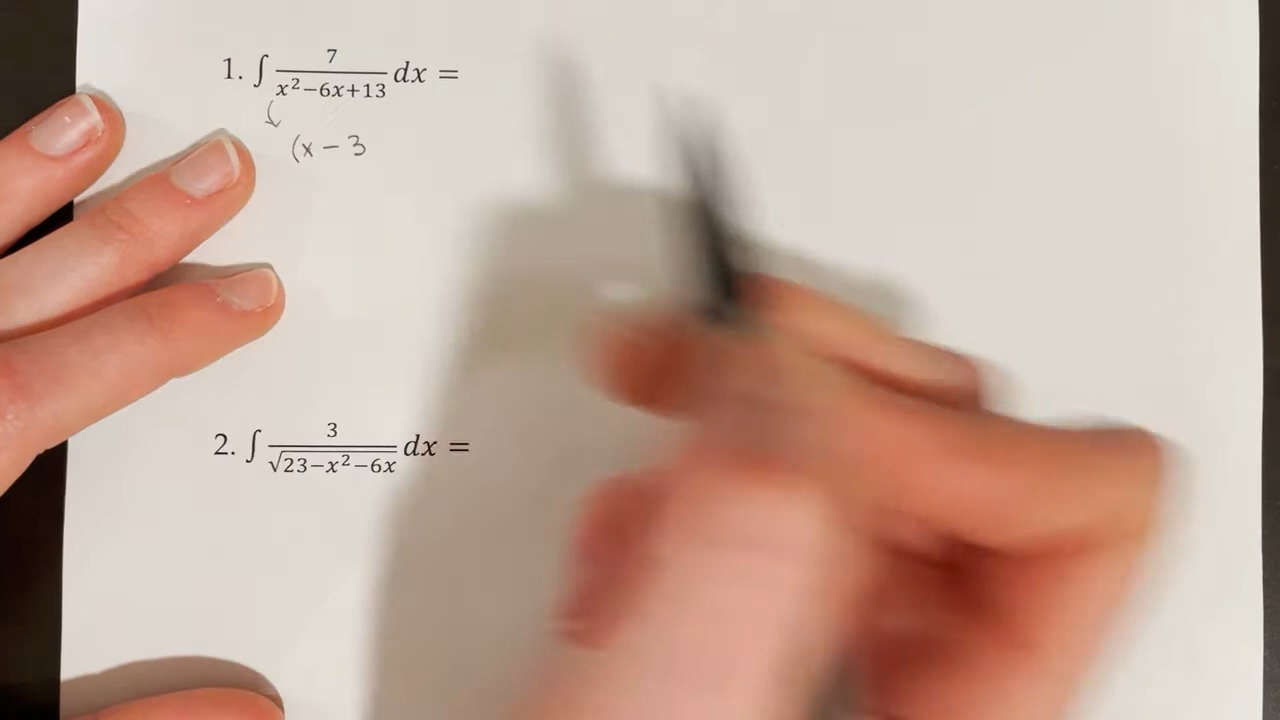 1. ∫ 7/(x²−6x+13) dx =
(x − 3
2. ∫ 3/√(23−x²−6x) dx =